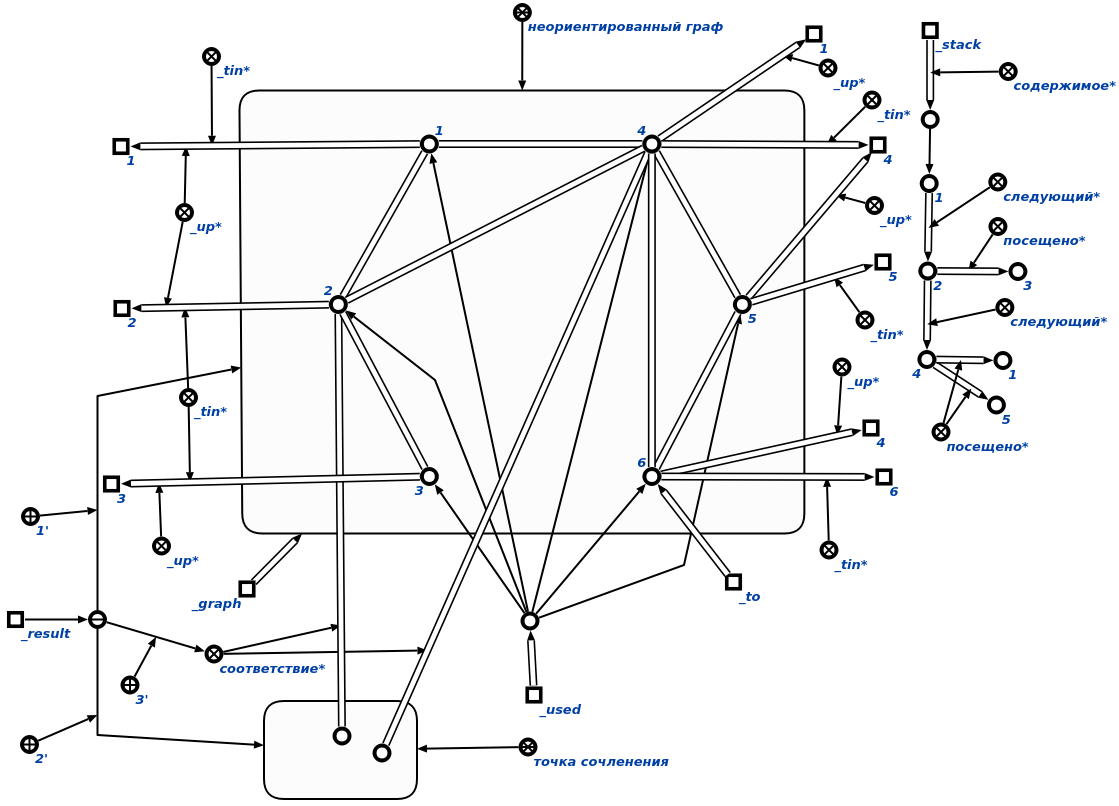 неориентированный граф
1
_stack
_tin*
_up*
содержимое*
_tin*
1
4
1
4
_up*
1
следующий*
_up*
посещено*
2
5
2
3
2
5
следующий*
_tin*
_up*
4
1
_tin*
5
4
посещено*
3
3
6
6
1'
_up*
_tin*
_graph
_to
_result
соответствие*
3'
_used
2'
точка сочленения